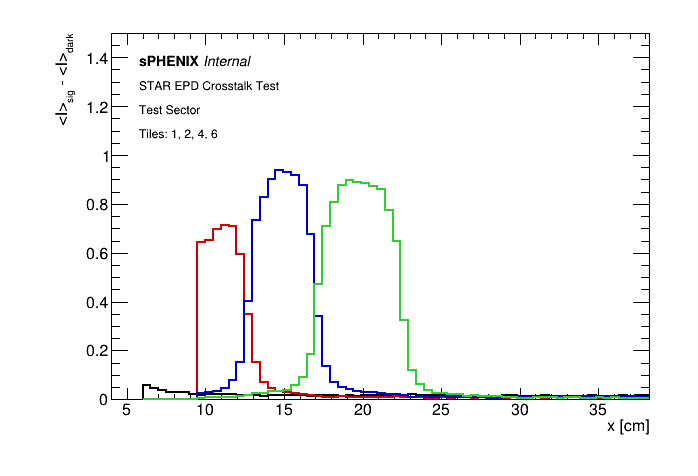 <I>sig - <I>dark
1.4
1.2
1
0.8
0.6
0.4
0.2
0
sPHENIX Internal
STAR EPD Crosstalk Test
Test Sector
Tiles: 1, 2, 4, 6
5 10 15 20 25 30 35
x [cm]